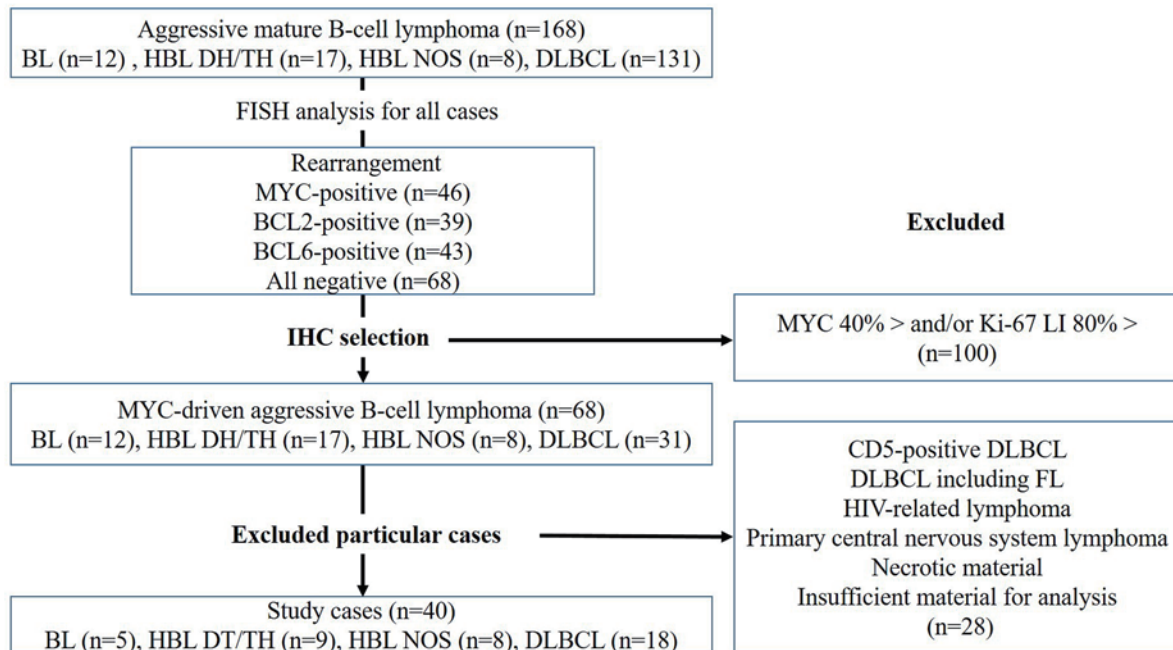 Aggressive mature B-cell lymphoma (n=168)
BL (n=12) , HBL DH/TH (n=17), HBL NOS (n=8), DLBCL (n=131)
FISH analysis for all cases
Rearrangement
MYC-positive (n=46)
BCL2-positive (n=39)
BCL6-positive (n=43)
All negative (n=68)
Excluded
IHC selection
MYC 40% > and/or Ki-67 LI 80% >
(n=100)
MYC-driven aggressive B-cell lymphoma (n=68)
BL (n=12), HBL DH/TH (n=17), HBL NOS (n=8), DLBCL (n=31)
Excluded particular cases
CD5-positive DLBCL
DLBCL including FL
HIV-related lymphoma
Primary central nervous system lymphoma
Necrotic material
Insufficient material for analysis
(n=28)
Study cases (n=40)
BL (n=5), HBL DT/TH (n=9), HBL NOS (n=8), DLBCL (n=18)